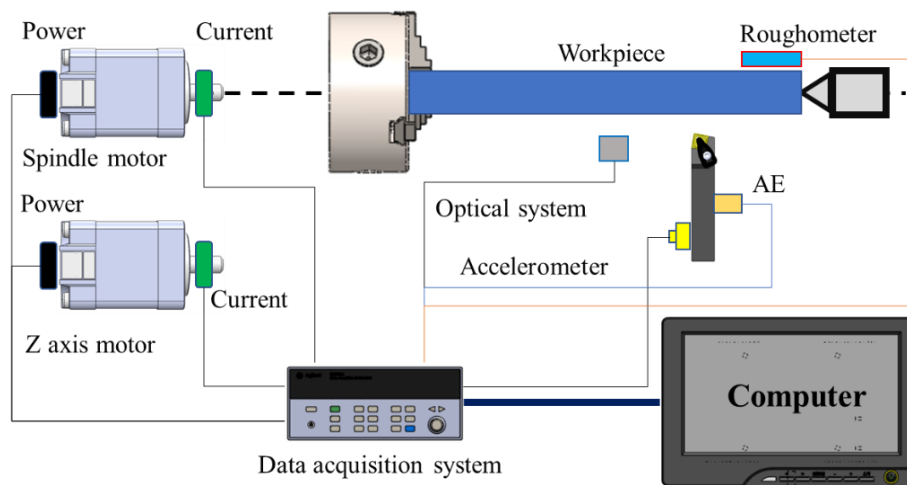 Power
Current
Workpiece
Roughometer
Spindle motor
Optical system
AE
Power
Accelerometer
Current
Z axis motor
Computer
Data acquisition system